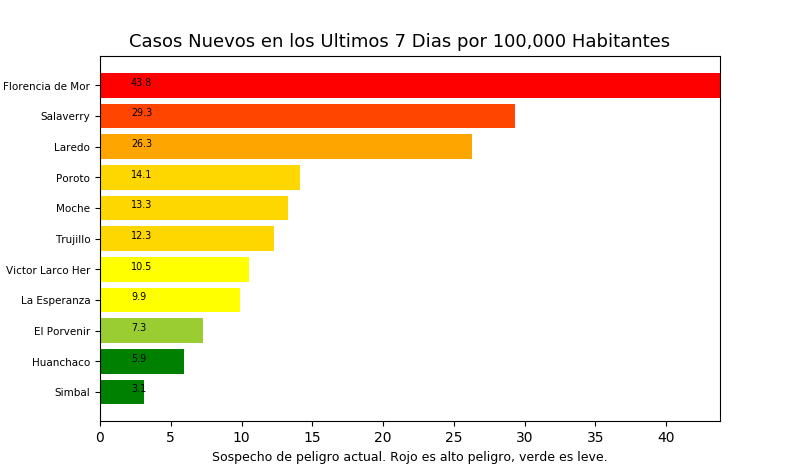 Casos Nuevos en los Ultimos 7 Dias por 100,000 Habitantes
Florencia de Mor 43.8
Salaverry 29.3
Laredo 26.3
Poroto 14.1
Moche 13.3
Trujillo 12.3
Victor Larco Her 10.5
La Esperanza 9.9
El Porvenir 7.3
Huanchaco 5.9
Simbal 3.1
0 5 10 15 20 25 30 35 40
Sospecho de peligro actual. Rojo es alto peligro, verde es leve.